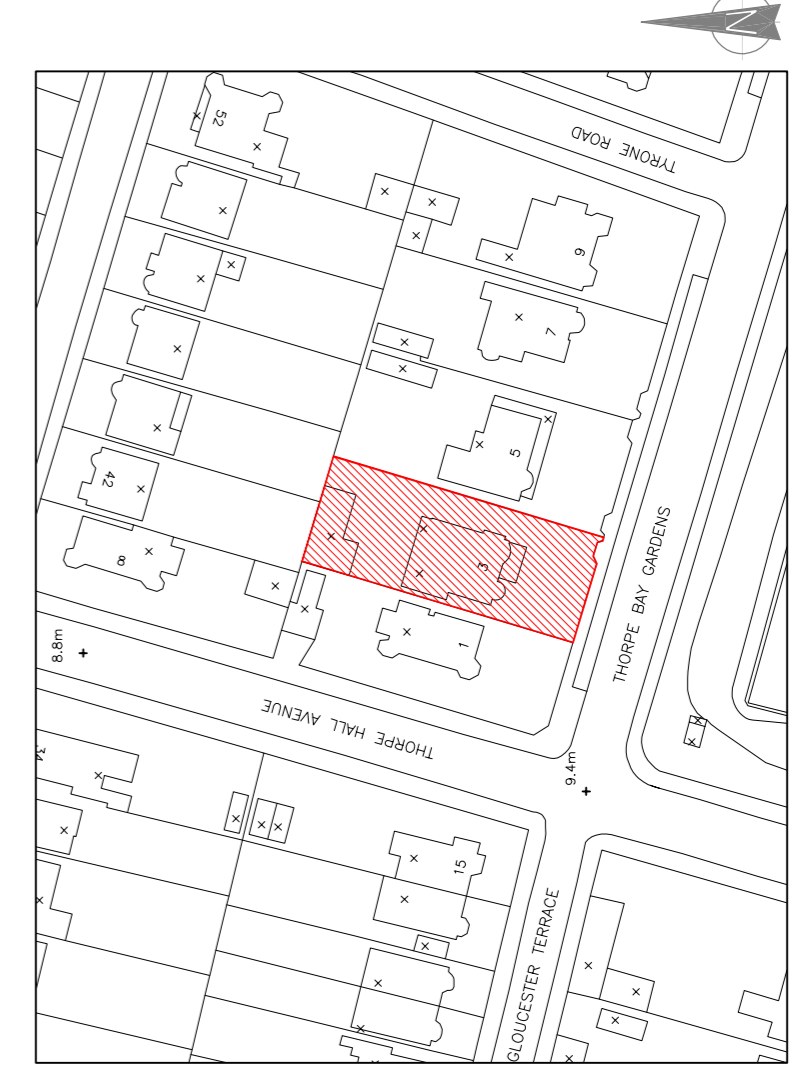 N
52
TYRONE ROAD
9
7
5
3
1
42
8
8.8m
THORPE BAY GARDENS
THORPE HALL AVENUE
9.4m
34
15
GLOUCESTER TERRACE